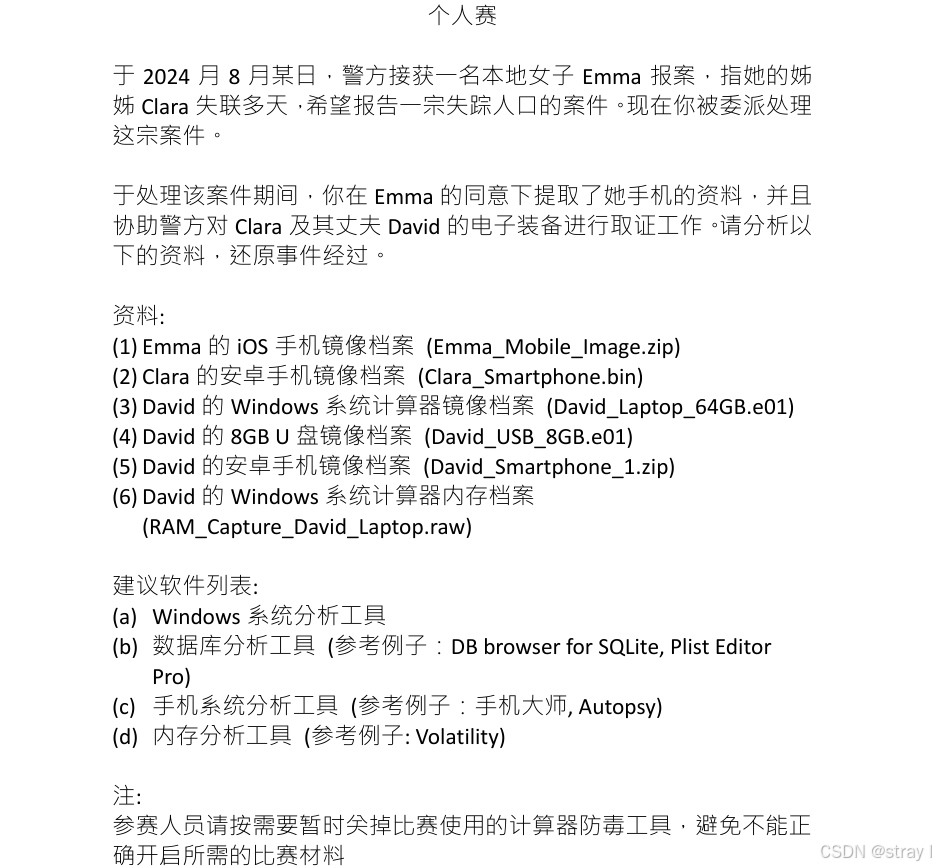 个人赛
于 2024 月 8 月某日，警方接获一名本地女子 Emma 报案，指她的姊
姊 Clara 失联多天，希望报告一宗失踪人口的案件。现在你被委派处理
这宗案件。
于处理该案件期间，你在 Emma 的同意下提取了她手机的资料，并且
协助警方对 Clara 及其丈夫 David 的电子装备进行取证工作。请分析以
下的资料，还原事件经过。
资料:
(1) Emma 的 iOS 手机镜像档案 (Emma_Mobile_Image.zip)
(2) Clara 的安卓手机镜像档案 (Clara_Smartphone.bin)
(3) David 的 Windows 系统计算器镜像档案 (David_Laptop_64GB.e01)
(4) David 的 8GB U 盘镜像档案 (David_USB_8GB.e01)
(5) David 的安卓手机镜像档案 (David_Smartphone_1.zip)
(6) David 的 Windows 系统计算器内存档案
(RAM_Capture_David_Laptop.raw)
建议软件列表:
(a) Windows 系统分析工具
(b) 数据库分析工具 (参考例子：DB browser for SQLite, Plist Editor
Pro)
(c) 手机系统分析工具 (参考例子：手机大师, Autopsy)
(d) 内存分析工具 (参考例子: Volatility)
注:
参赛人员请按需要暂时尖掉比赛使用的计算器防毒工具，避免不能正
确开启所需的比赛材料
CSDN @stray l